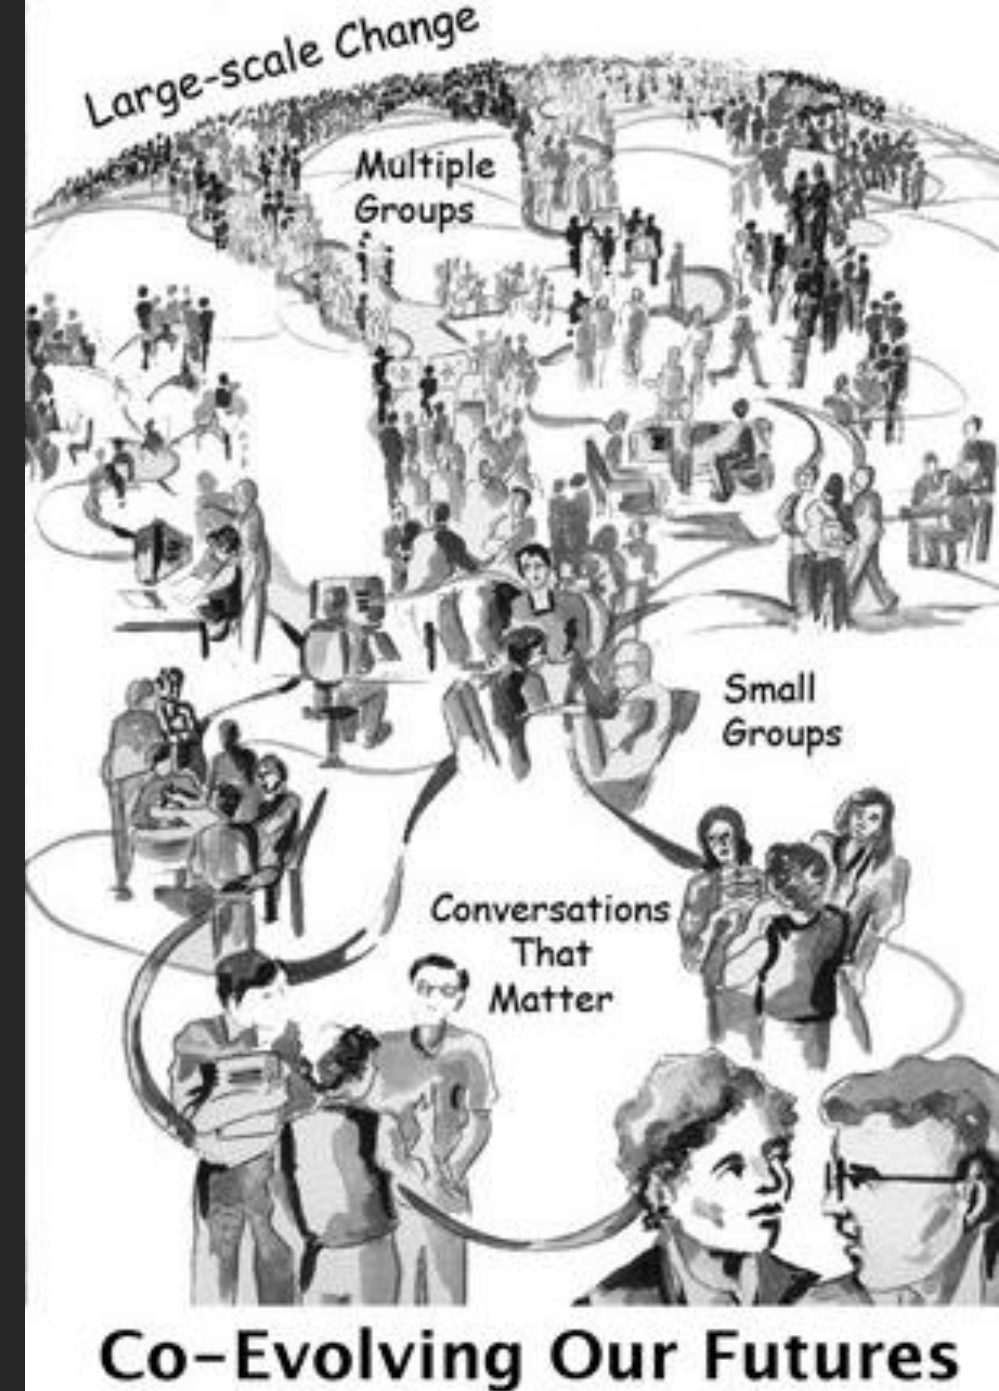 Large-scale Change
Multiple
Groups
Small
Groups
Conversations
That
Matter
Co-Evolving Our Futures